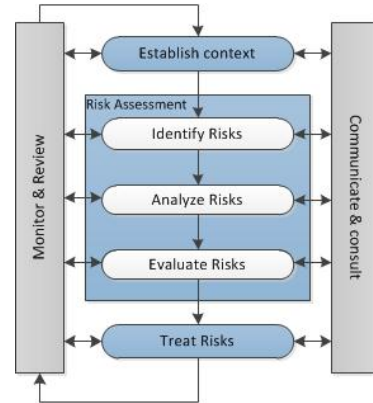 Establish context
Risk Assessment
Identify Risks
Analyze Risks
Evaluate Risks
Treat Risks
Monitor & Review
Communicate & consult